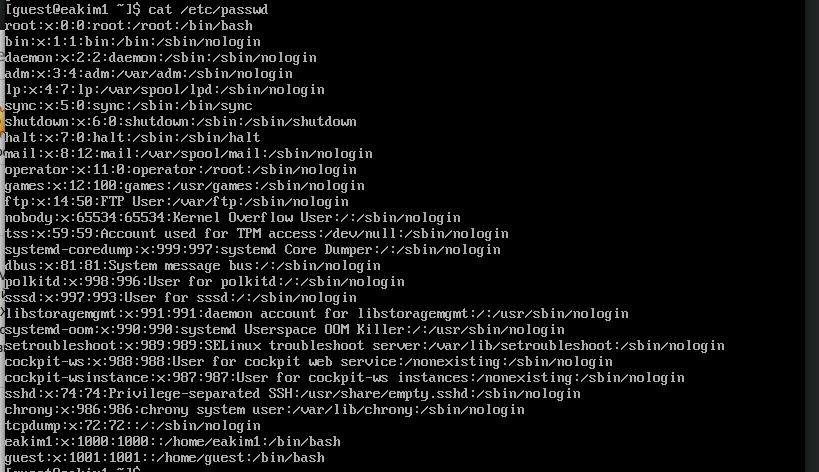 [guest@eakim1 ~]$ cat /etc/passwd
root:x:0:0:root:/root:/bin/bash
bin:x:1:1:bin:/bin:/sbin/nologin
daemon:x:2:2:daemon:/sbin:/sbin/nologin
adm:x:3:4:adm:/var/adm:/sbin/nologin
lp:x:4:7:lp:/var/spool/lpd:/sbin/nologin
sync:x:5:0:sync:/sbin:/bin/sync
shutdown:x:6:0:shutdown:/sbin:/sbin/shutdown
halt:x:7:0:halt:/sbin:/sbin/halt
mail:x:8:12:mail:/var/spool/mail:/sbin/nologin
operator:x:11:0:operator:/root:/sbin/nologin
games:x:12:100:games:/usr/games:/sbin/nologin
ftp:x:14:50:FTP User:/var/ftp:/sbin/nologin
nobody:x:65534:65534:Kernel Overflow User:/:/sbin/nologin
tss:x:59:59:Account used for TPM access:/dev/null:/sbin/nologin
systemd-coredump:x:999:997:systemd Core Dumper:/:/sbin/nologin
dbus:x:81:81:System message bus:/:/sbin/nologin
polkitd:x:998:996:User for polkitd:/:/sbin/nologin
sssd:x:997:993:User for sssd:/:/sbin/nologin
libstoragemgmt:x:991:991:daemon account for libstoragemgmt:/:/usr/sbin/nologin
systemd-oom:x:990:990:systemd Userspace OOM Killer:/:/usr/sbin/nologin
setroubleshoot:x:989:989:SELinux troubleshoot server:/var/lib/setroubleshoot:/sbin/nologin
cockpit-ws:x:988:988:User for cockpit web service:/nonexisting:/sbin/nologin
cockpit-wsinstance:x:987:987:User for cockpit-ws instances:/nonexisting:/sbin/nologin
sshd:x:74:74:Privilege-separated SSH:/usr/share/empty.sshd:/sbin/nologin
chrony:x:986:986:chrony system user:/var/lib/chrony:/sbin/nologin
tcpdump:x:72:72::/:/sbin/nologin
eakim1:x:1000:1000::/home/eakim1:/bin/bash
guest:x:1001:1001::/home/guest:/bin/bash
[guest@eakim1 ~]$